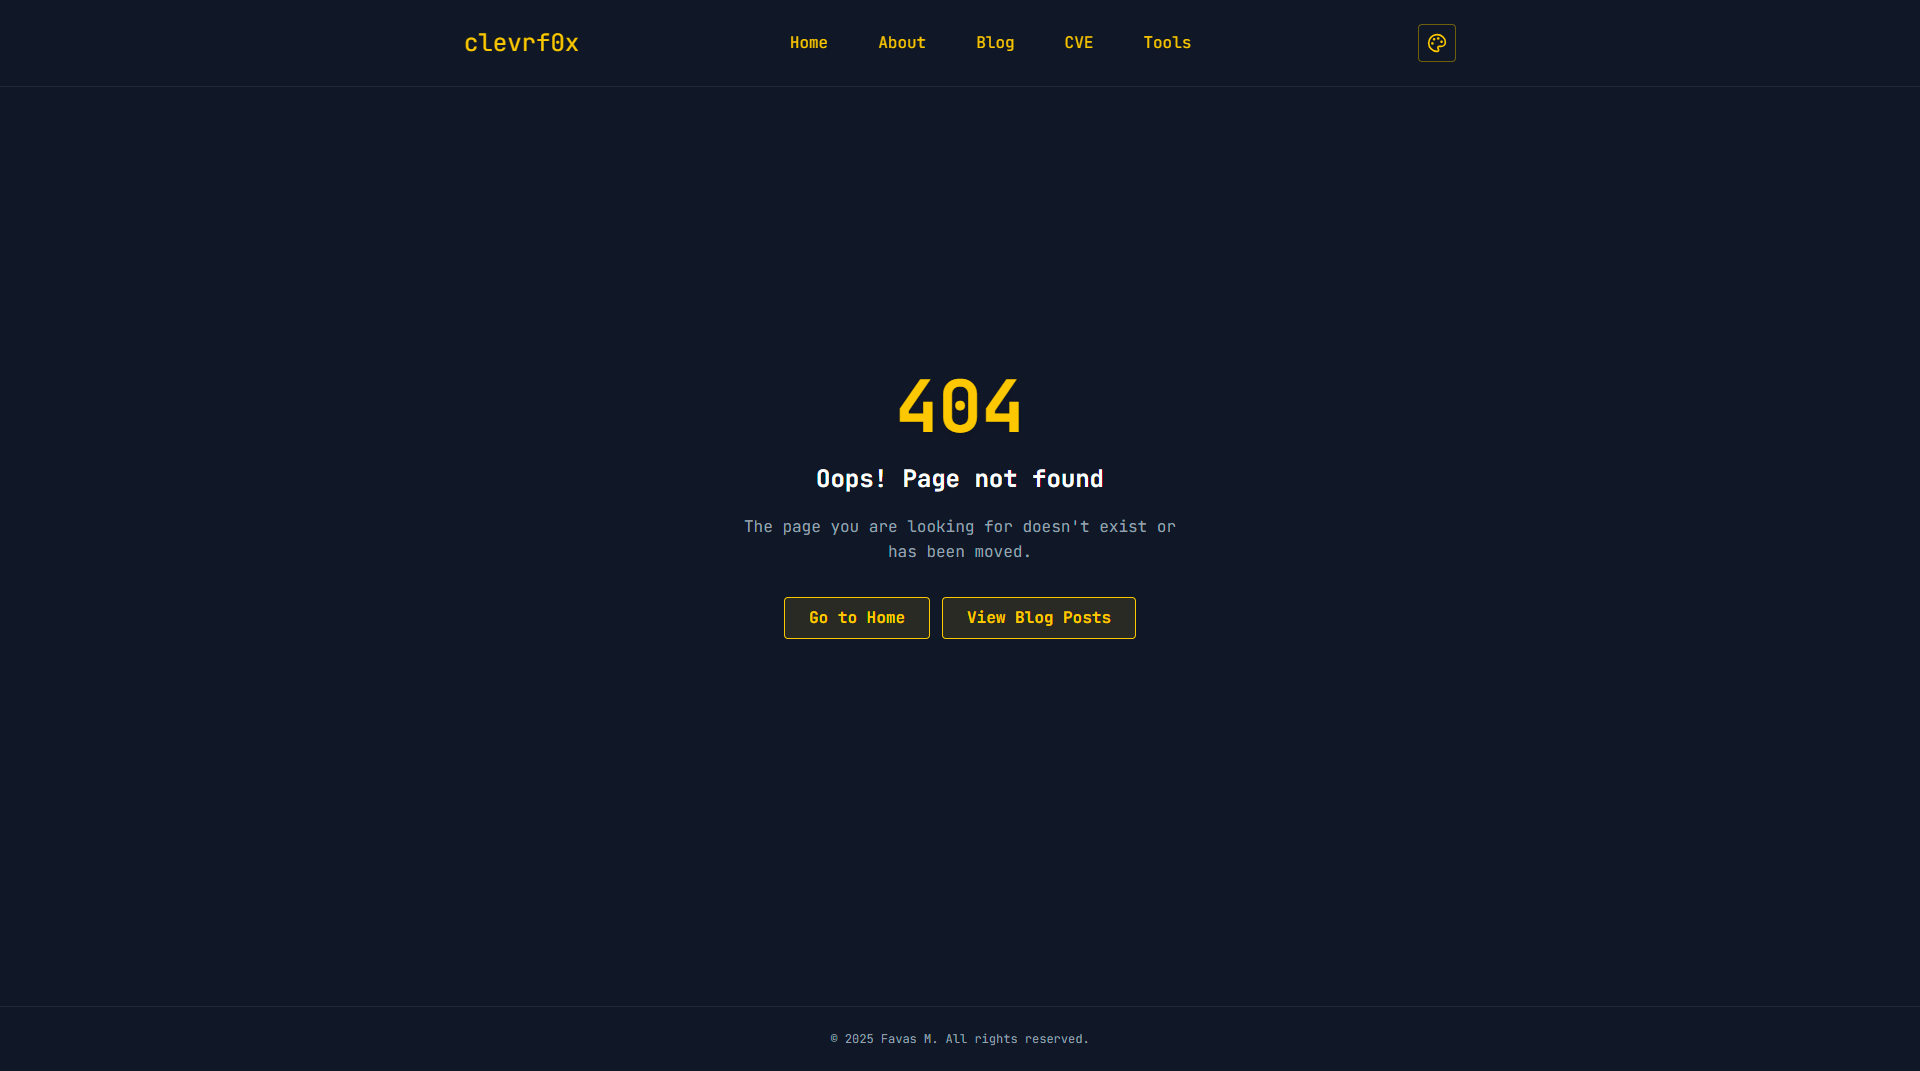 clevrf0x
Home About Blog CVE Tools
404
Oops! Page not found
The page you are looking for doesn't exist or
has been moved.
Go to Home View Blog Posts
© 2025 Favas M. All rights reserved.